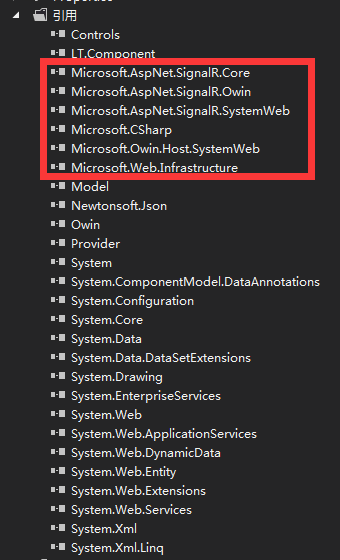 引用
Controls
LT.Component
Microsoft.AspNet.SignalR.Core
Microsoft.AspNet.SignalR.Owin
Microsoft.AspNet.SignalR.SystemWeb
Microsoft.CSharp
Microsoft.Owin.Host.SystemWeb
Microsoft.Web.Infrastructure
Model
Newtonsoft.Json
Owin
Provider
System
System.ComponentModel.DataAnnotations
System.Configuration
System.Core
System.Data
System.Data.DataSetExtensions
System.Drawing
System.EnterpriseServices
System.Web
System.Web.ApplicationServices
System.Web.DynamicData
System.Web.Entity
System.Web.Extensions
System.Web.Services
System.Xml
System.Xml.Linq